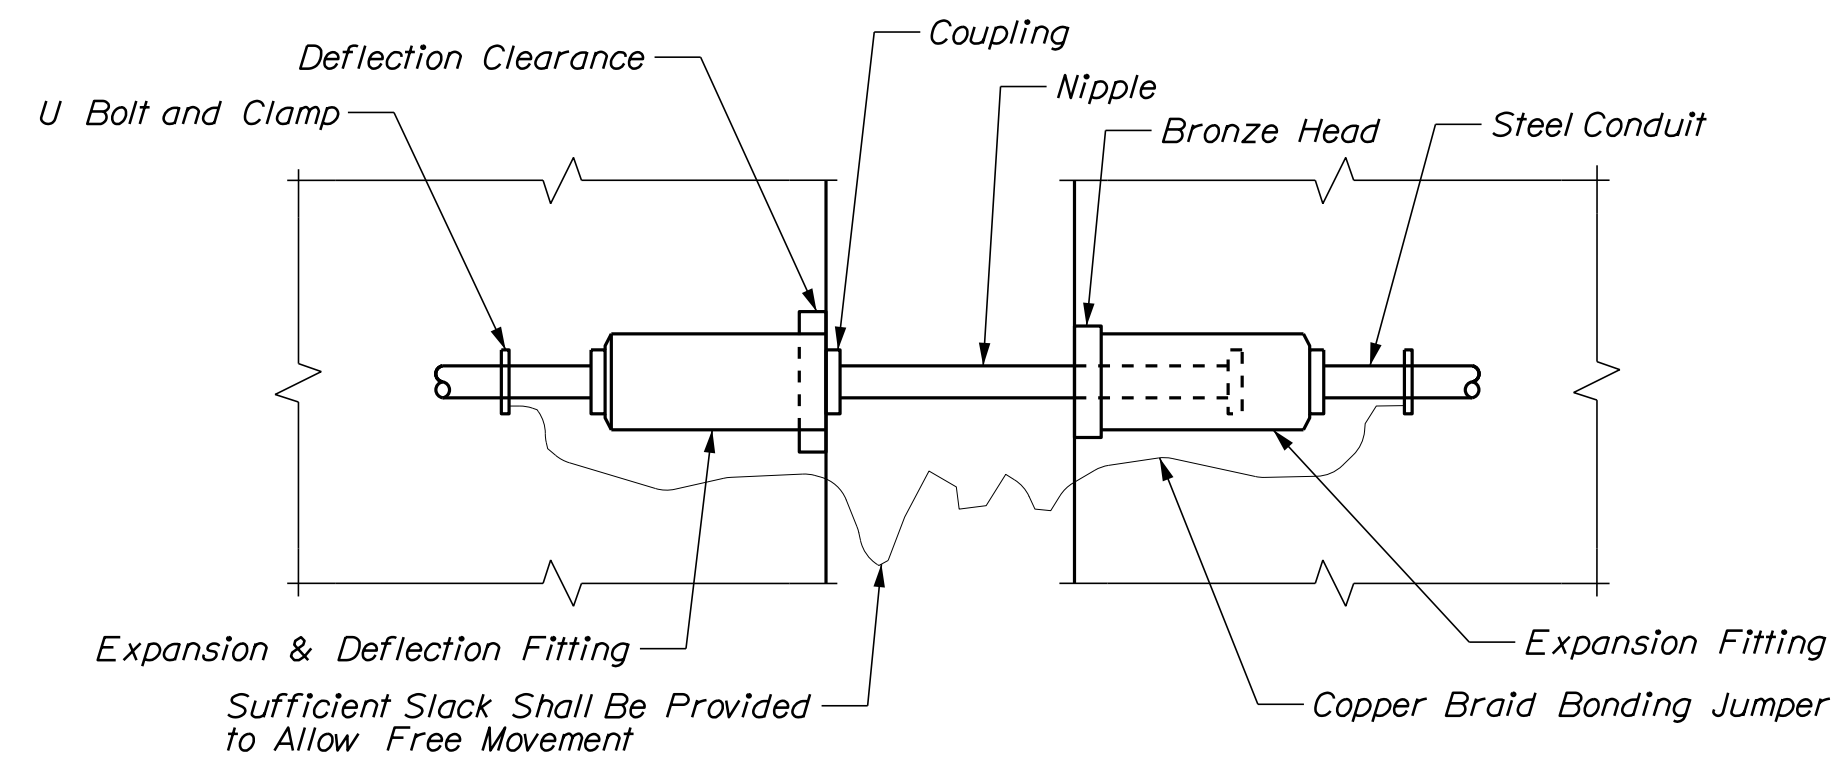 Coupling
Deflection Clearance
Nipple
U Bolt and Clamp
Bronze Head
Steel Conduit
Expansion & Deflection Fitting
Expansion Fitting
Sufficient Slack Shall Be Provided
to Allow Free Movement
Copper Braid Bonding Jumper